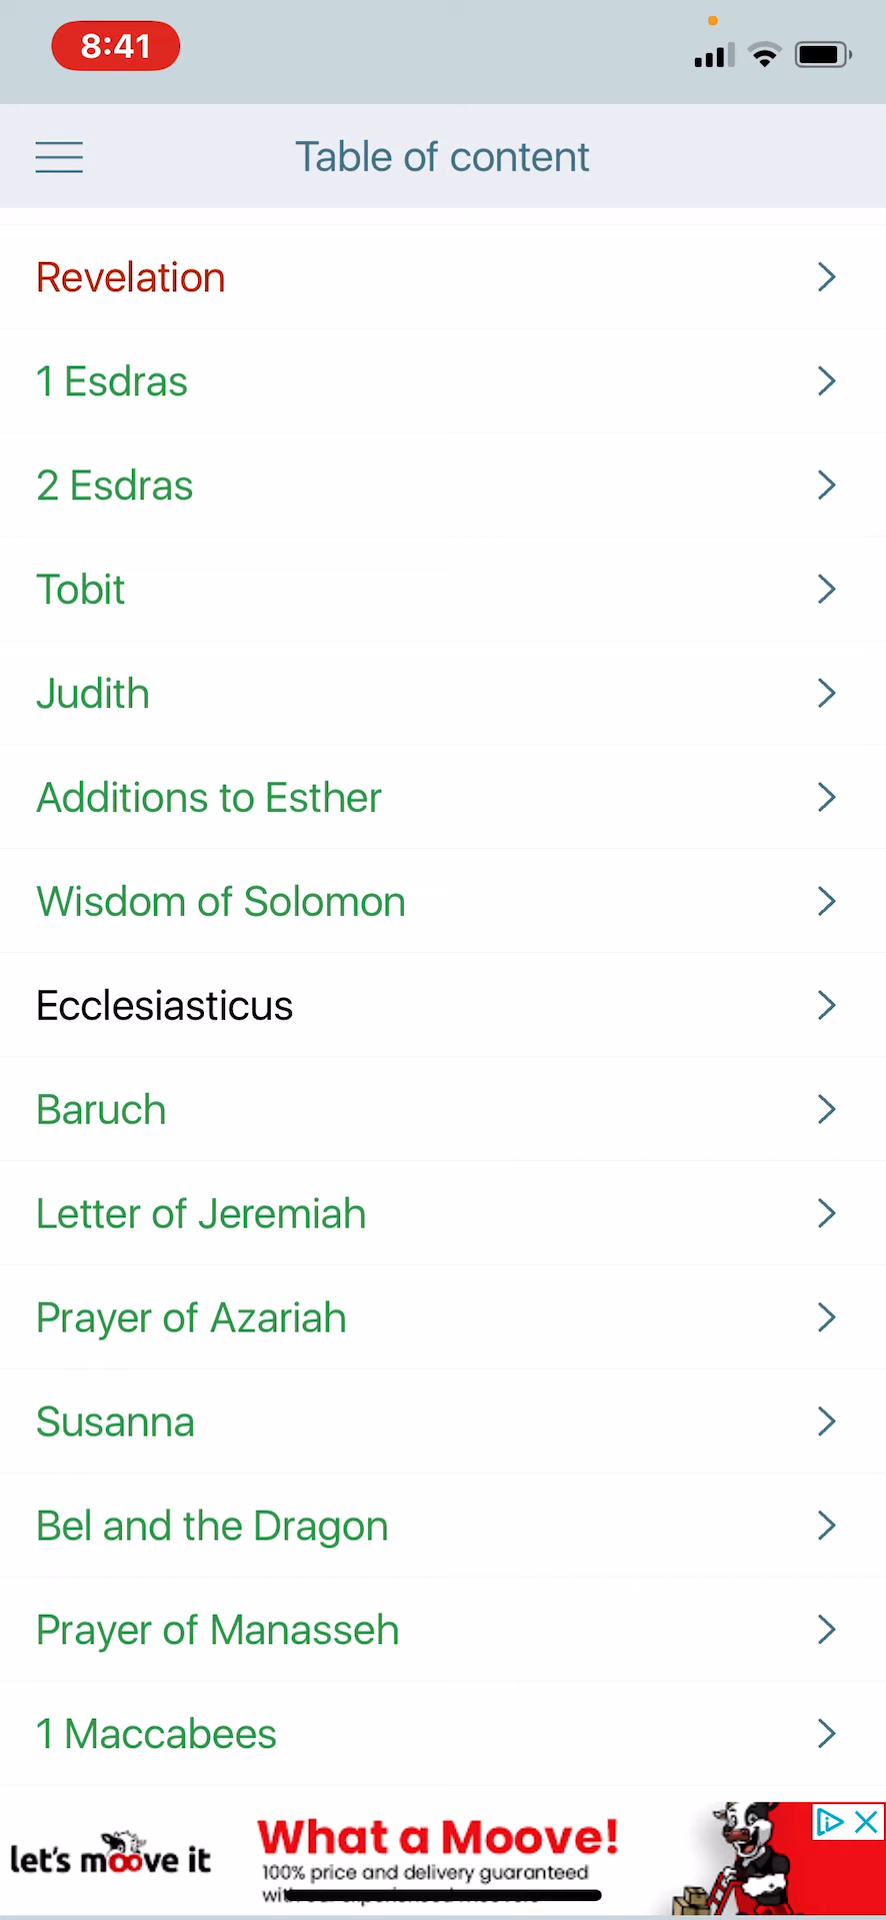 8:41
Table of content
Revelation
1 Esdras
2 Esdras
Tobit
Judith
Additions to Esther
Wisdom of Solomon
Ecclesiasticus
Baruch
Letter of Jeremiah
Prayer of Azariah
Susanna
Bel and the Dragon
Prayer of Manasseh
1 Maccabees
let's moove it
What a Moove!
100% price and delivery guaranteed